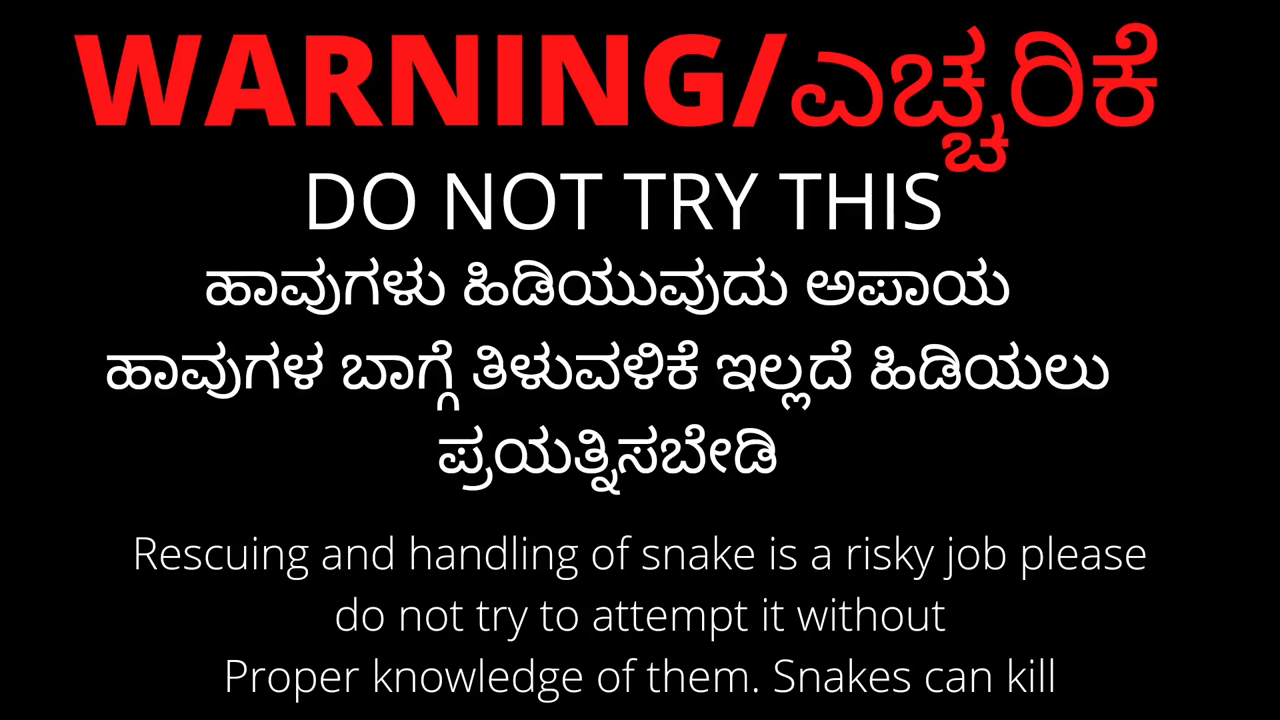 WARNING/ಎಚ್ಚರಿಕೆ
DO NOT TRY THIS
ಹಾವುಗಳು ಹಿಡಿಯುವುದು ಅಪಾಯ
ಹಾವುಗಳ ಬಾಗ್ಗೆ ತಿಳುವಳಿಕೆ ಇಲ್ಲದೆ ಹಿಡಿಯಲು
ಪ್ರಯತ್ನಿಸಬೇಡಿ
Rescuing and handling of snake is a risky job please
do not try to attempt it without
Proper knowledge of them. Snakes can kill